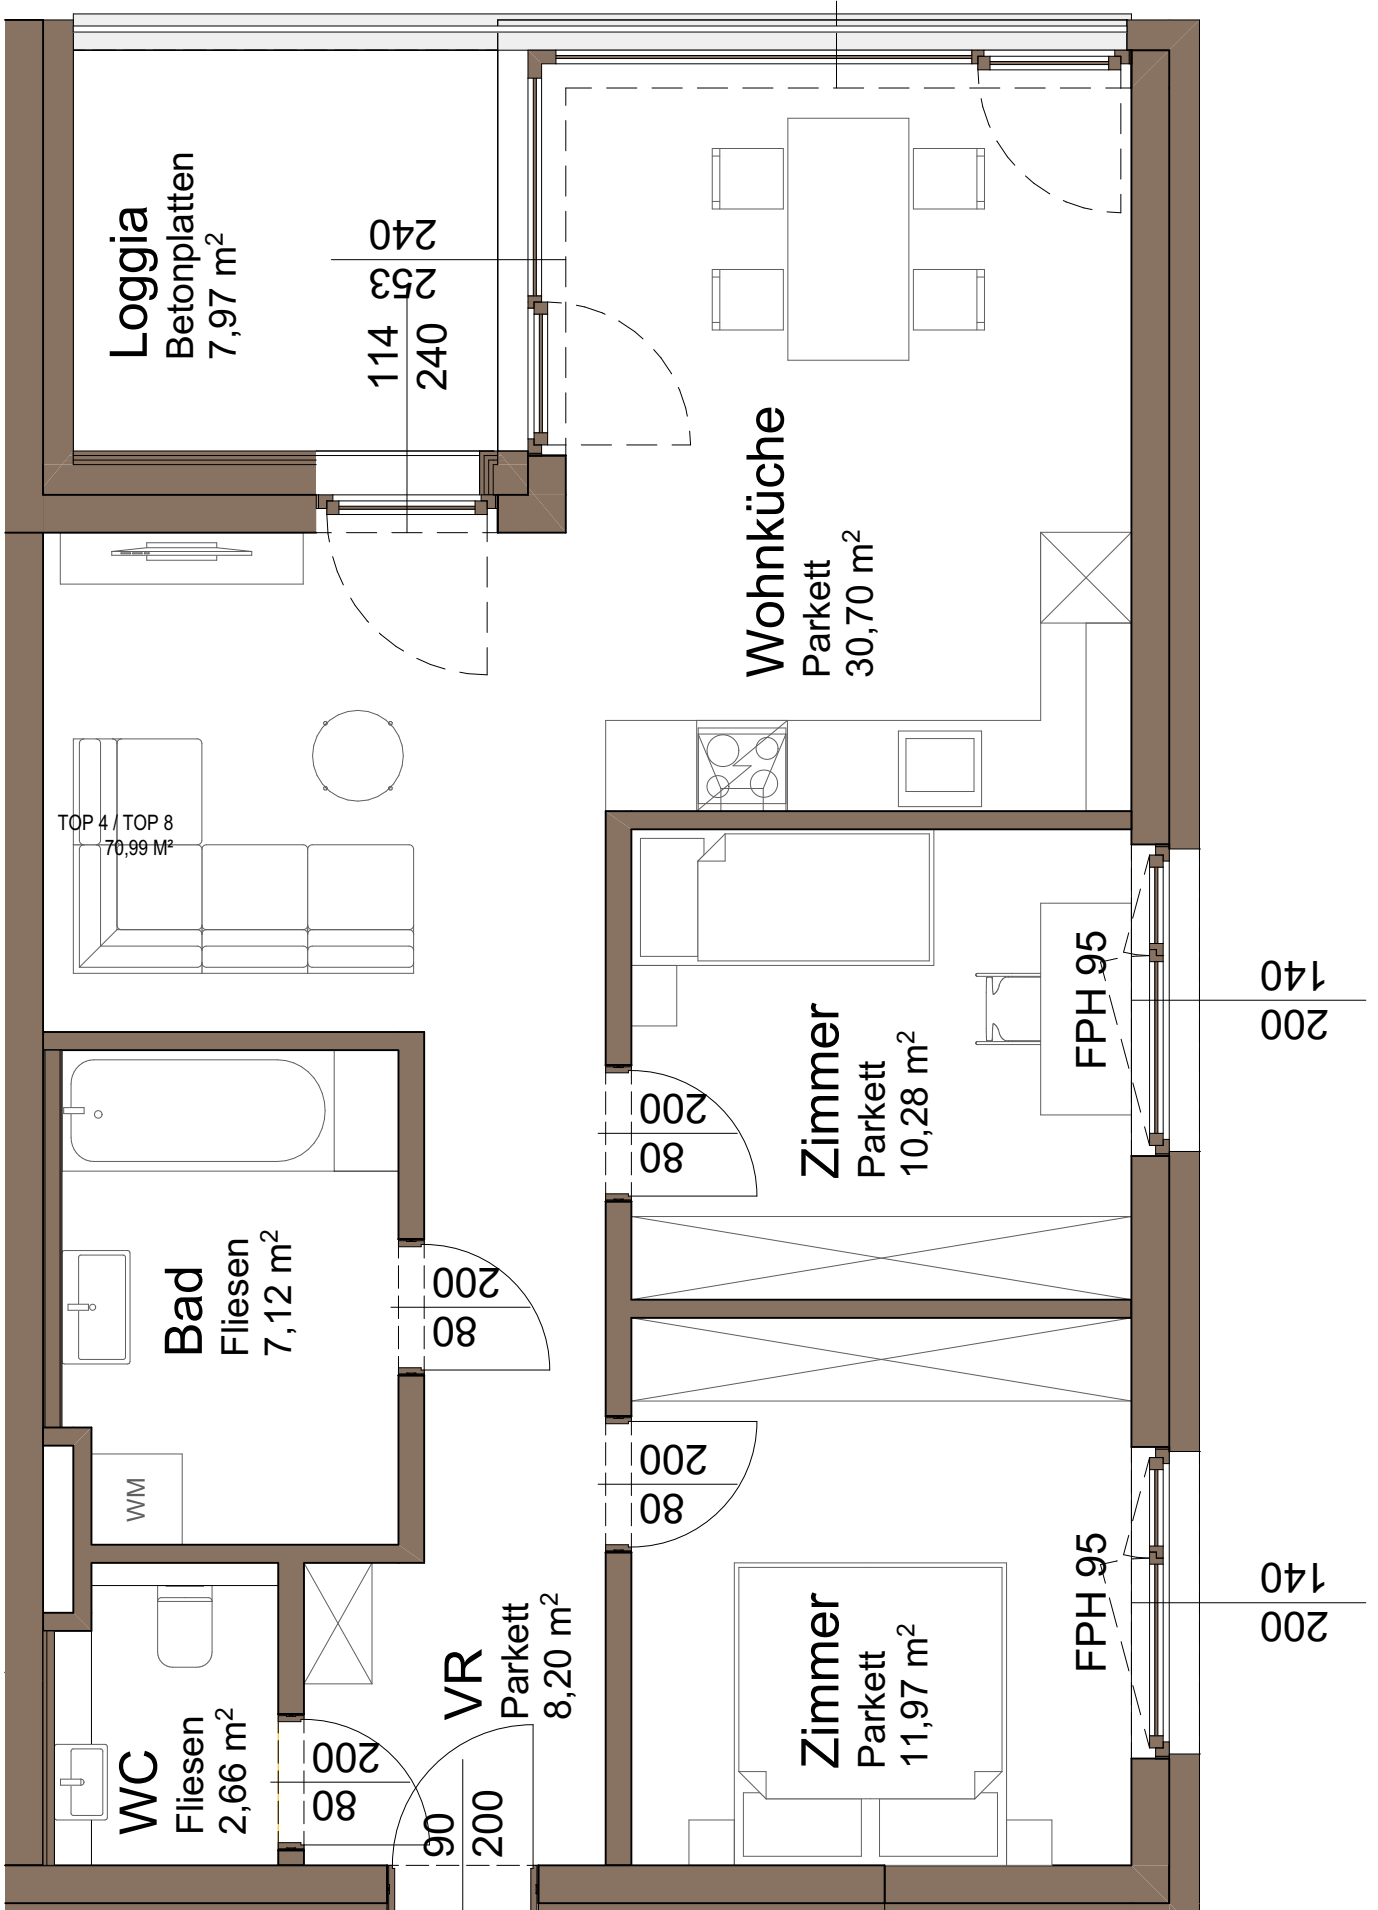 Loggia
Betonplatten
7,97 m²
240
253
114
240
Wohnküche
Parkett
30,70 m²
TOP 4 / TOP 8
70,99 M²
Zimmer
Parkett
10,28 m²
200
80
FPH 95
140
200
Bad
Fliesen
7,12 m²
200
80
WM
200
80
Zimmer
Parkett
11,97 m²
FPH 95
140
200
VR
Parkett
8,20 m²
WC
Fliesen
2,66 m²
200
80
90
200